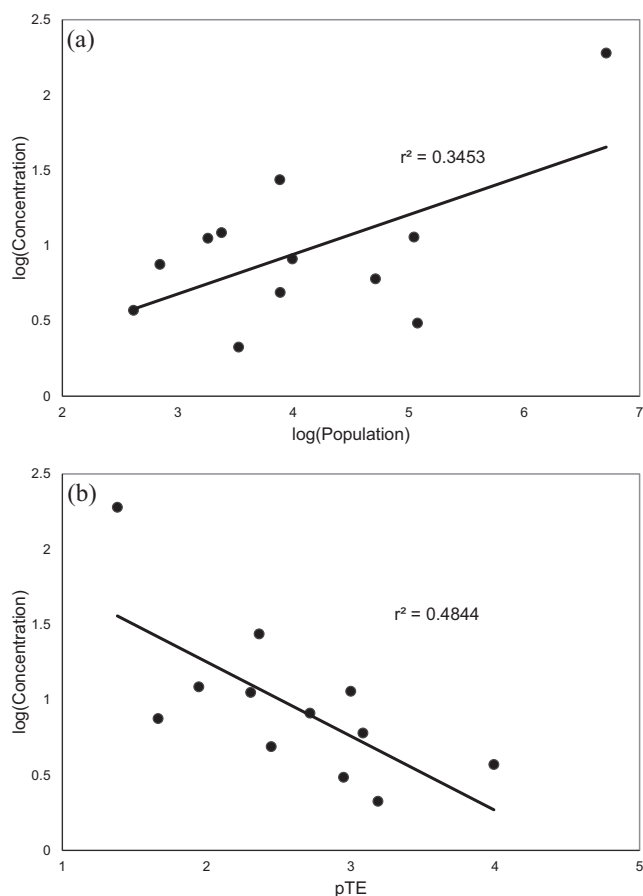 (a)
2.5
2
1.5
1
0.5
0
log(Concentration)
r² = 0.3453
2 3 4 5 6 7
log(Population)
(b)
2.5
2
1.5
1
0.5
0
log(Concentration)
r² = 0.4844
1 2 3 4 5
pTE